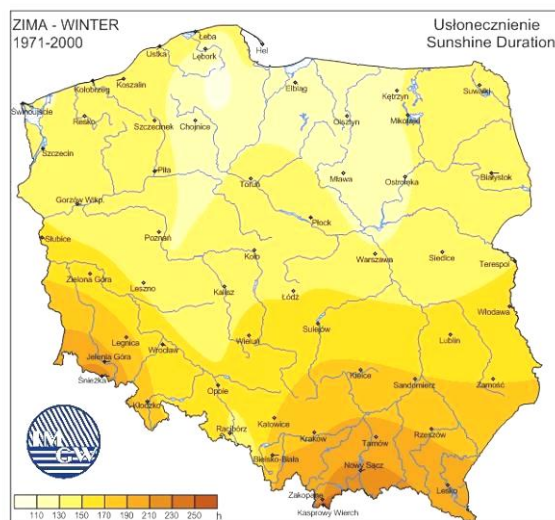 ZIMA - WINTER
1971-2000
Usłonecznienie
Sunshine Duration
Łeba
Hel
Ustka
Lębork
Koszalin
Kołobrzeg
Elbląg
Kętrzyn
Suwałki
Świnoujście
Resko
Szczecinek
Chojnice
Olsztyn
Mikołajki
Szczecin
Piła
Toruń
Mława
Ostrołęka
Białystok
Gorzów Wlkp.
Płock
Słubice
Poznań
Koło
Warszawa
Siedlce
Terespol
Zielona Góra
Leszno
Kalisz
Łódź
Włodawa
Legnica
Wrocław
Wieluń
Sulejów
Lublin
Jelenia Góra
Śnieżka
Kielce
Sandomierz
Zamość
Kłodzko
Opole
Katowice
Racibórz
Kraków
Tarnów
Rzeszów
Bielsko-Biała
Nowy Sącz
Lesko
Zakopane
Kasprowy Wierch
IM
GW
110 130 150 170 190 210 230 250 h